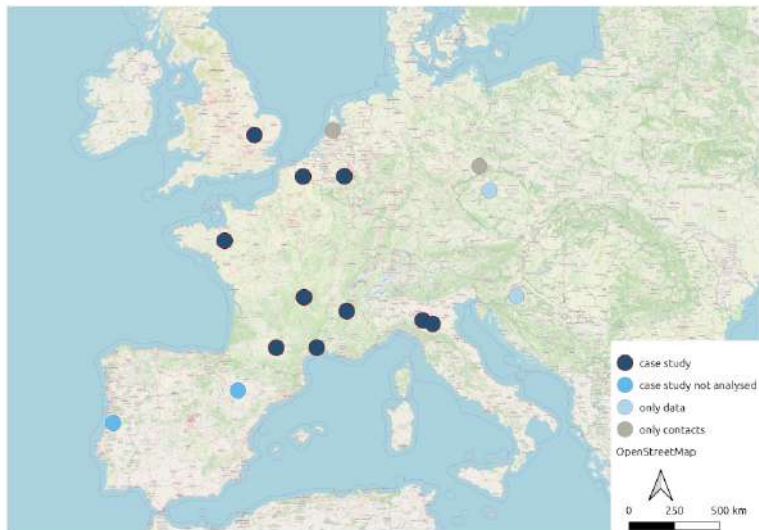 case study
case study not analysed
only data
only contacts
OpenStreetMap
0 250 500 km